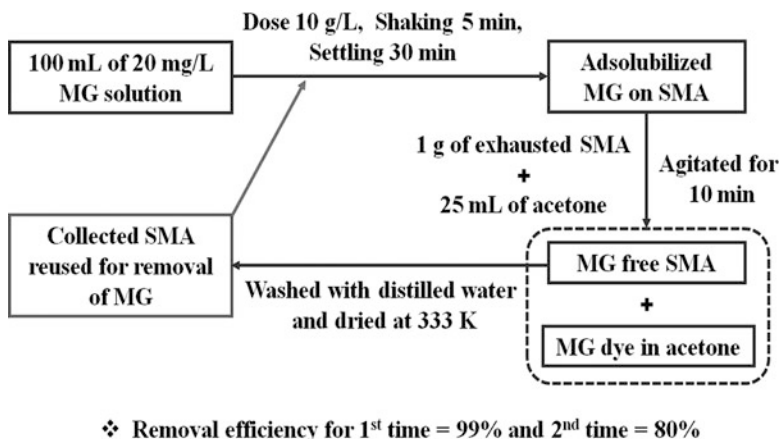 Dose 10 g/L, Shaking 5 min,
Settling 30 min
100 mL of 20 mg/L
MG solution
Adsolubilized
MG on SMA
1 g of exhausted SMA
+
25 mL of acetone
Agitated for
10 min
MG free SMA
+
MG dye in acetone
Washed with distilled water
and dried at 333 K
Collected SMA
reused for removal
of MG
❖ Removal efficiency for 1st time = 99% and 2nd time = 80%